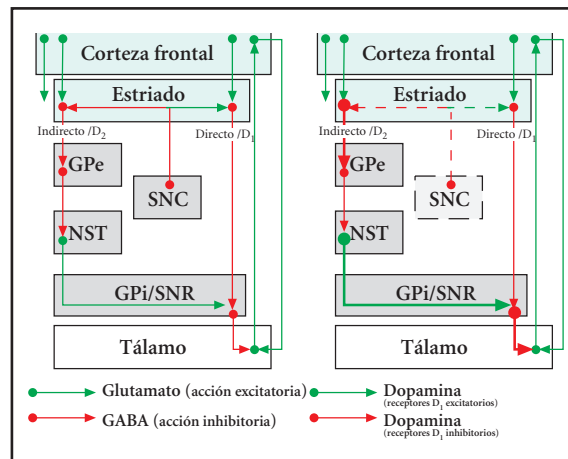 Corteza frontal
Estriado
Indirecto /D2
Directo /D1
GPe
SNC
NST
GPi/SNR
Tálamo
Corteza frontal
Estriado
Indirecto /D2
Directo /D1
GPe
SNC
NST
GPi/SNR
Tálamo
Glutamato (acción excitatoria)
GABA (acción inhibitoria)
Dopamina
(receptores D1 excitatorios)
Dopamina
(receptores D1 inhibitorios)